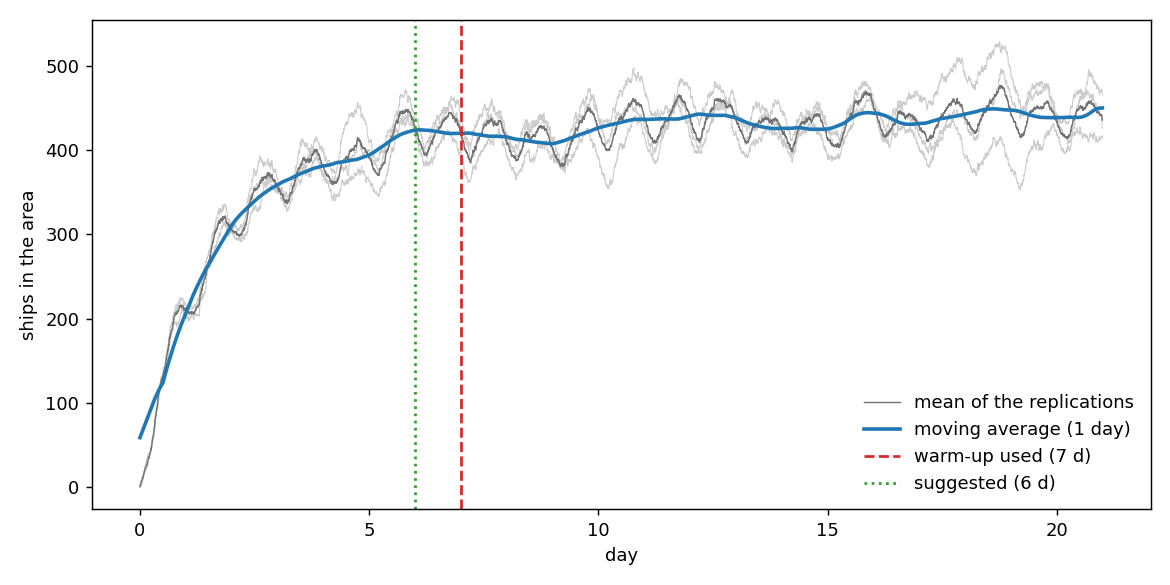 500
400
300
200
100
0
ships in the area
0 5 10 15 20
day
mean of the replications
moving average (1 day)
warm-up used (7 d)
suggested (6 d)